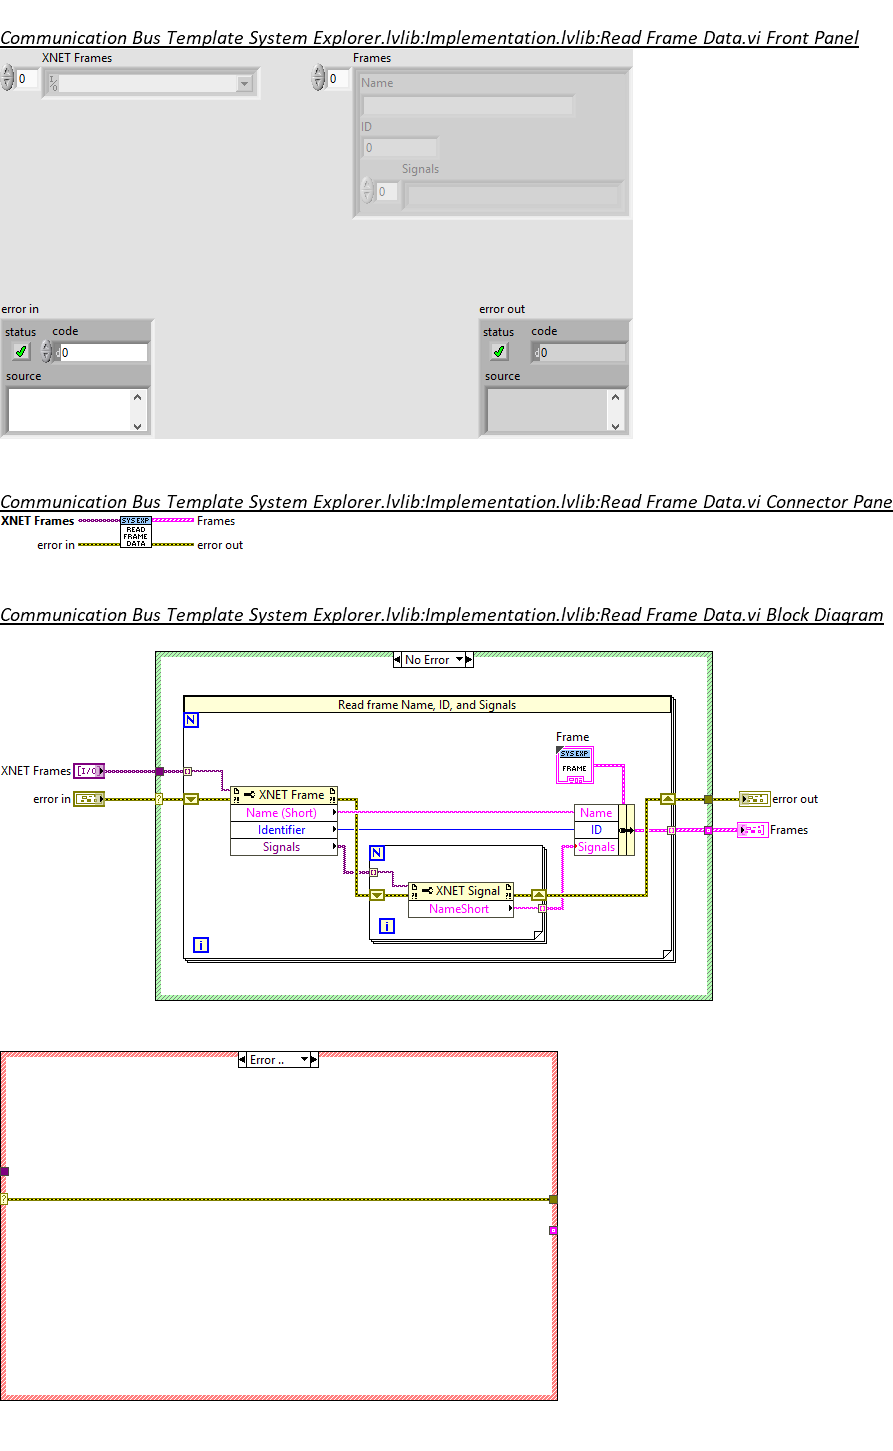 Communication Bus Template System Explorer.lvlib:Implementation.lvlib:Read Frame Data.vi Front Panel
XNET Frames
Frames
0
I/O
0
Name
ID
0
Signals
0
error in
error out
status
code
status
code
0
0
source
source
Communication Bus Template System Explorer.lvlib:Implementation.lvlib:Read Frame Data.vi Connector Pane
XNET Frames
SYS EXP
Frames
READ
FRAME
error in
DATA
error out
Communication Bus Template System Explorer.lvlib:Implementation.lvlib:Read Frame Data.vi Block Diagram
No Error
Read frame Name, ID, and Signals
N
Frame
SYS EXP
FRAME
XNET Frames
[I/O]
error in
?
XNET Frame
?!
?!
Name (Short)
Identifier
Signals
Name
ID
Signals
error out
Frames
N
XNET Signal
?!
?!
NameShort
i
i
Error ..
?